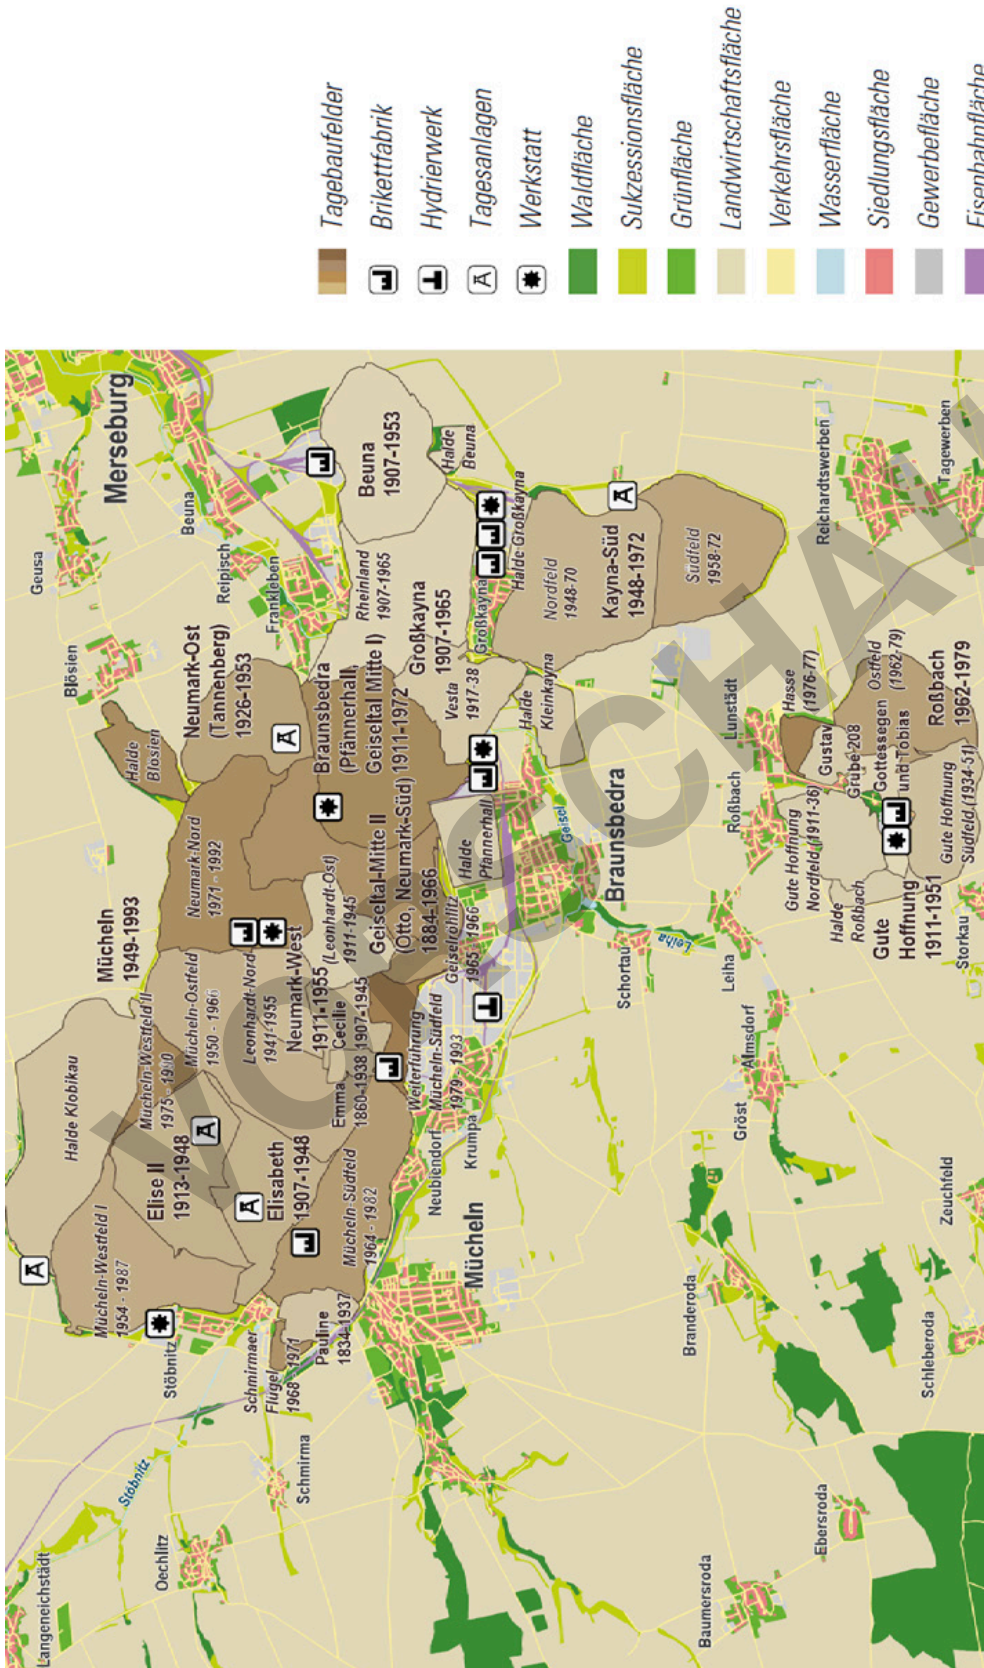 Tagebaufelder
Brikettfabrik
Hydrierwerk
Tagesanlagen
Werkstatt
Waldfläche
Sukzessionsfläche
Grünfläche
Landwirtschaftsfläche
Verkehrsfläche
Wasserfläche
Siedlungsfläche
Gewerbefläche
Eisenbahnfläche
Langeneichstädt
Stöbnitz
Oechlitz
Schmirma
Halde Klobikau
Mücheln-Westfeld I
1954 - 1987
Stöbnitz
Schmirmaer
Flügel
1968 - 1971
Pauline
1834-1937
Elise II
1913-1948
Elisabeth
1907-1948
Mücheln-Südfeld
1964 - 1982
Mücheln-Westfeld II
1975 - 1990
Mücheln-Ostfeld
Mücheln
1949-1993
Neumark-Nord
1971 - 1992
Leonhardt-Nord
1941-1955
Neumark-West
1911-1955
(Leonhardt-Ost)
1911-1945
Cecilie
1907-1945
Emma
1860-1938
Weiterführung
Mücheln-Südfeld
1979 - 1993
Geiseltal-Mitte II
(Otto, Neumark-Süd)
1884-1966
Geiselröhlitz
1965 - 1966
Halde
Blösien
Blösien
Geusa
Merseburg
Beuna
Reipisch
Frankleben
Neumark-Ost
(Tannenberg)
1926-1953
Braunsbedra
(Pfännerhall,
Geiseltal Mitte I)
1911-1972
Rheinland
1907-1965
Beuna
1907-1953
Halde
Beuna
Großkayna
1907-1965
Vesta
1917-38
Großkayna
Halde Großkayna
Nordfeld
1948-70
Kayna-Süd
1948-1972
Südfeld
1958-72
Halde
Kleinkayna
Halde
Pfännerhall
Geisel
Braunsbedra
Neubiendorf
Krumpa
Mücheln
Schortau
Leiha
Leiha
Roßbach
Lunstädt
Hasse
(1976-77)
Ostfeld
(1962-79)
Roßbach
1962-1979
Gustav
Grube 208
Gottessegen
und Tobias
Gute Hoffnung
Nordfeld (1911-36)
Halde
Roßbach
Gute
Hoffnung
1911-1951
Gute Hoffnung
Südfeld (1934-51)
Storkau
Reichardtswerben
Tagewerben
Almsdorf
Gröst
Zeuchfeld
Branderoda
Schleberoda
Ebersroda
Baumersroda